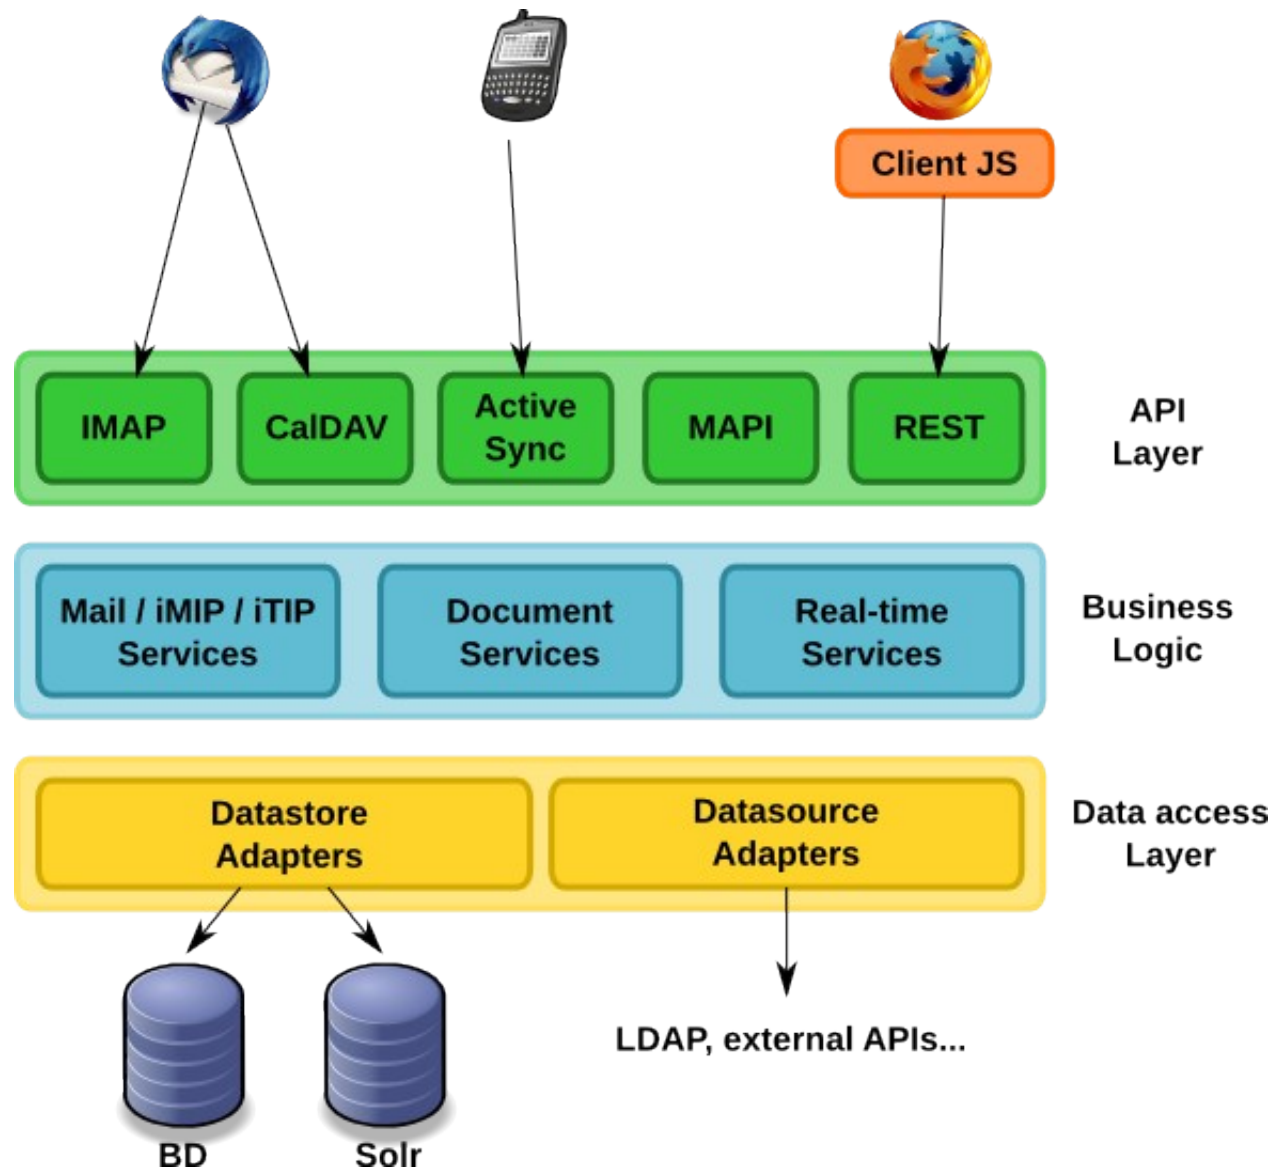 Client JS
IMAP
CalDAV
Active
Sync
MAPI
REST
API
Layer
Mail / iMIP / iTIP
Services
Document
Services
Real-time
Services
Business
Logic
Datastore
Adapters
Datasource
Adapters
Data access
Layer
LDAP, external APIs...
BD
Solr